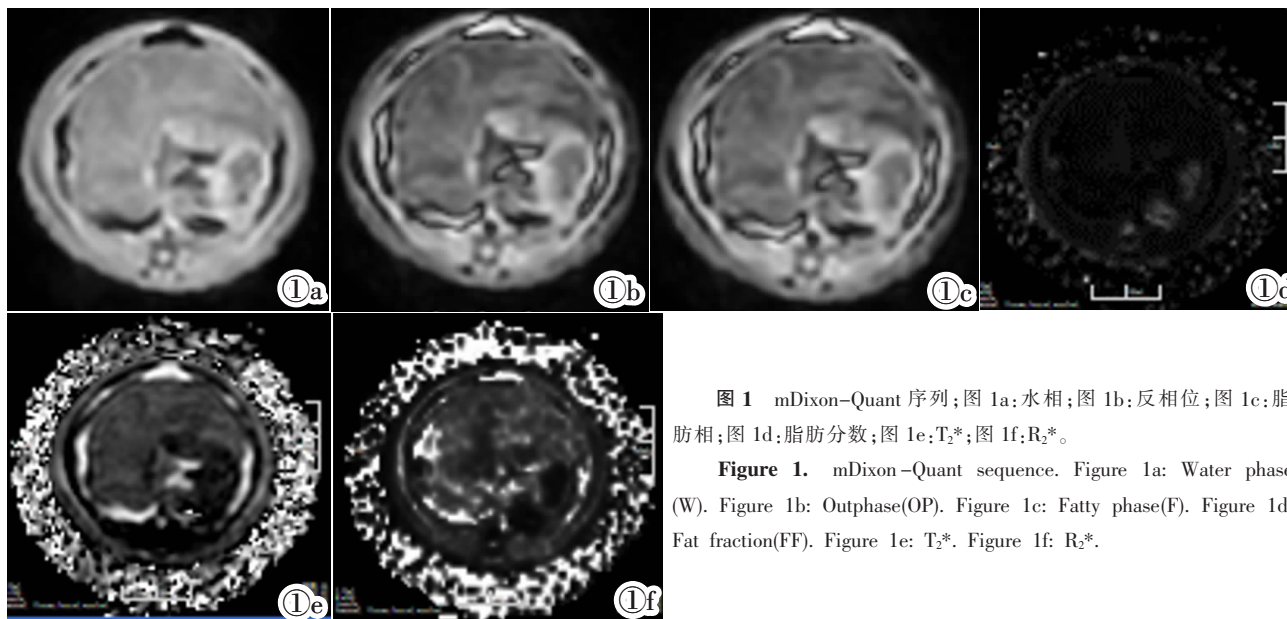 ①a
①b
①c
①d
①e
①f
图 1 mDixon-Quant 序列;图 1a:水相;图 1b:反相位;图 1c:脂
肪相;图 1d:脂肪分数;图 1e:T₂*;图 1f:R₂*。
Figure 1. mDixon-Quant sequence. Figure 1a: Water phase
(W). Figure 1b: Outphase(OP). Figure 1c: Fatty phase(F). Figure 1d
Fat fraction(FF). Figure 1e: T₂*. Figure 1f: R₂*.